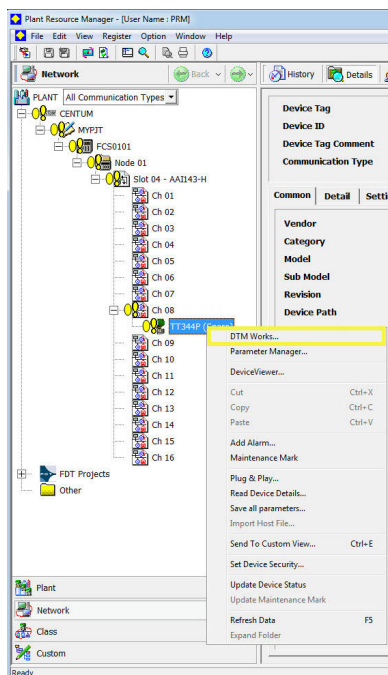 Plant Resource Manager - [User Name : PRM]
File Edit View Register Option Window Help
Network
Back
History
Details
PLANT
All Communication Types
CENTUM
MYPJT
FCS0101
Node 01
Slot 04 - AAI143-H
Ch 01
Ch 02
Ch 03
Ch 04
Ch 05
Ch 06
Ch 07
Ch 08
TT344P
Ch 09
Ch 10
Ch 11
Ch 12
Ch 13
Ch 14
Ch 15
Ch 16
FDT Projects
Other
Device Tag
Device ID
Device Tag Comment
Communication Type
Common Detail
Vendor
Category
Model
Sub Model
Revision
Device Path
DTM Works...
Parameter Manager...
DeviceViewer...
Cut Ctrl+X
Copy Ctrl+C
Paste Ctrl+V
Add Alarm...
Maintenance Mark
Plug & Play...
Read Device Details...
Save all parameters...
Import Host File...
Send To Custom View... Ctrl+E
Set Device Security...
Update Device Status
Update Maintenance Mark
Refresh Data F5
Expand Folder
Plant
Network
Class
Custom
Ready